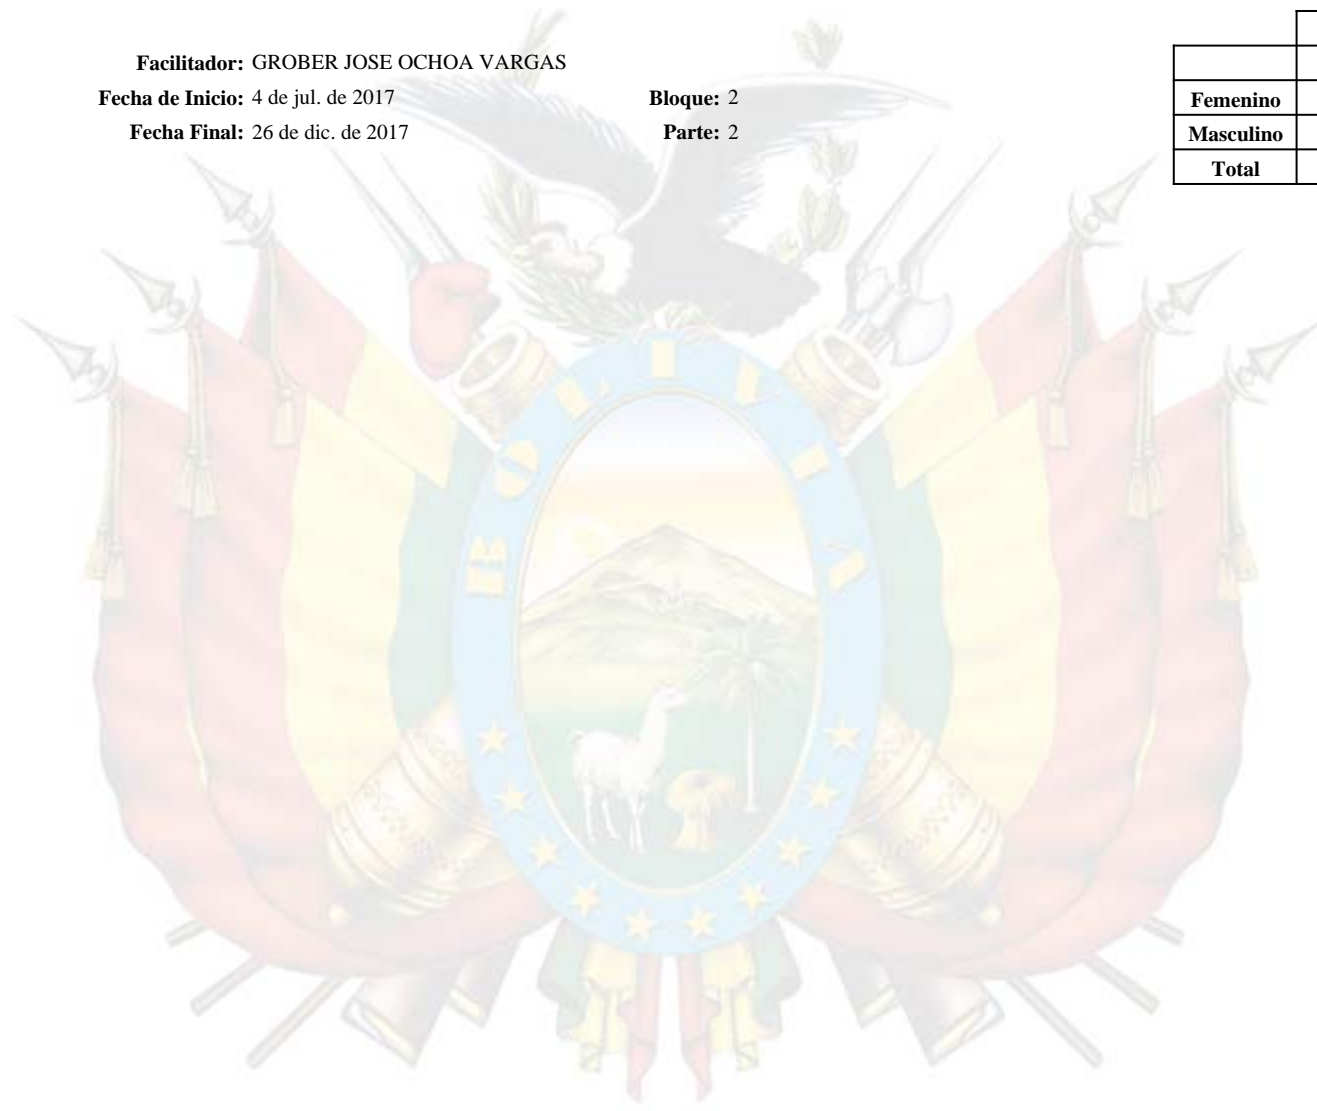 Facilitador: GROBER JOSE OCHOA VARGAS
Fecha de Inicio: 4 de jul. de 2017 Bloque: 2
Fecha Final: 26 de dic. de 2017 Parte: 2
Femenino
Masculino
Total
BOLIVIA